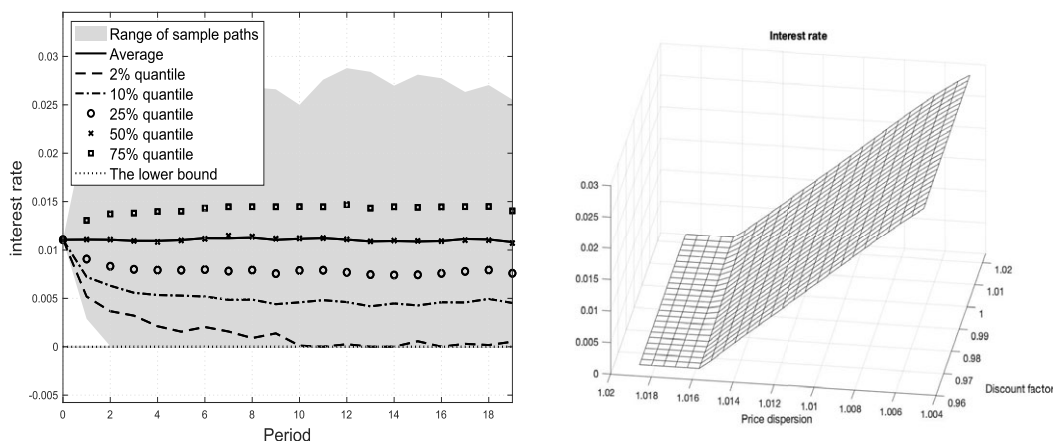 Range of sample paths
Average
2% quantile
10% quantile
25% quantile
50% quantile
75% quantile
The lower bound
0.03
0.025
0.02
0.015
0.01
0.005
0
-0.005
interest rate
0 2 4 6 8 10 12 14 16 18
Period
Interest rate
0.03
0.025
0.02
0.015
0.01
0.005
0
1.02 1.018 1.016 1.014 1.012 1.01 1.008 1.006 1.004
Price dispersion
1.02
1.01
1
0.99
0.98
0.97
0.96
Discount factor